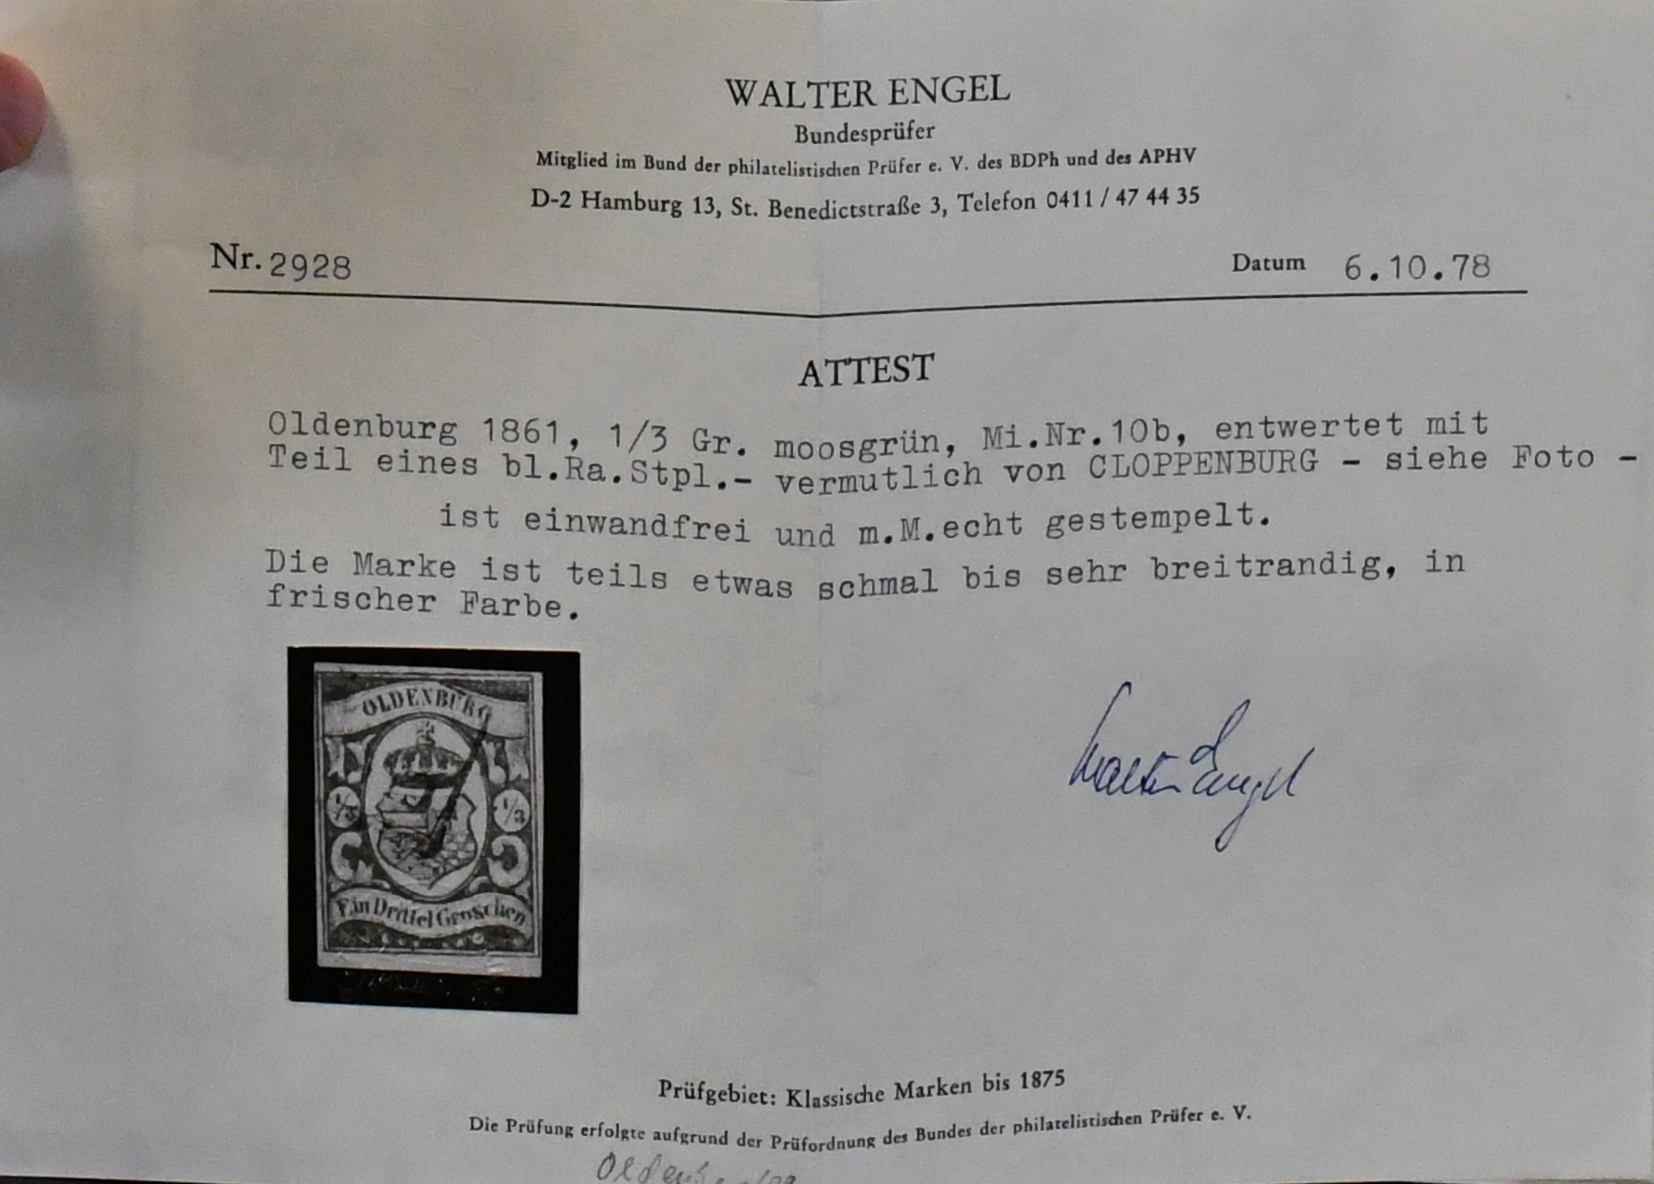 WALTER ENGEL
Bundesprüfer
Mitglied im Bund der philatelistischen Prüfer e. V. des BDPh und des APHV
D-2 Hamburg 13, St. Benedictstraße 3, Telefon 0411 / 47 44 35
Nr. 2928 Datum 6.10.78
ATTEST
Oldenburg 1861, 1/3 Gr. moosgrün, Mi.Nr.10b, entwertet mit
Teil eines bl.Ra.Stpl.- vermutlich von CLOPPENBURG - siehe Foto -
ist einwandfrei und m.M.echt gestempelt.
Die Marke ist teils etwas schmal bis sehr breitrandig, in
frischer Farbe.
OLDENBURG
1/3 1/3
Ein Drittel Groschen
Walter Engel
Prüfgebiet: Klassische Marken bis 1875
Die Prüfung erfolgte aufgrund der Prüfordnung des Bundes der philatelistischen Prüfer e. V.